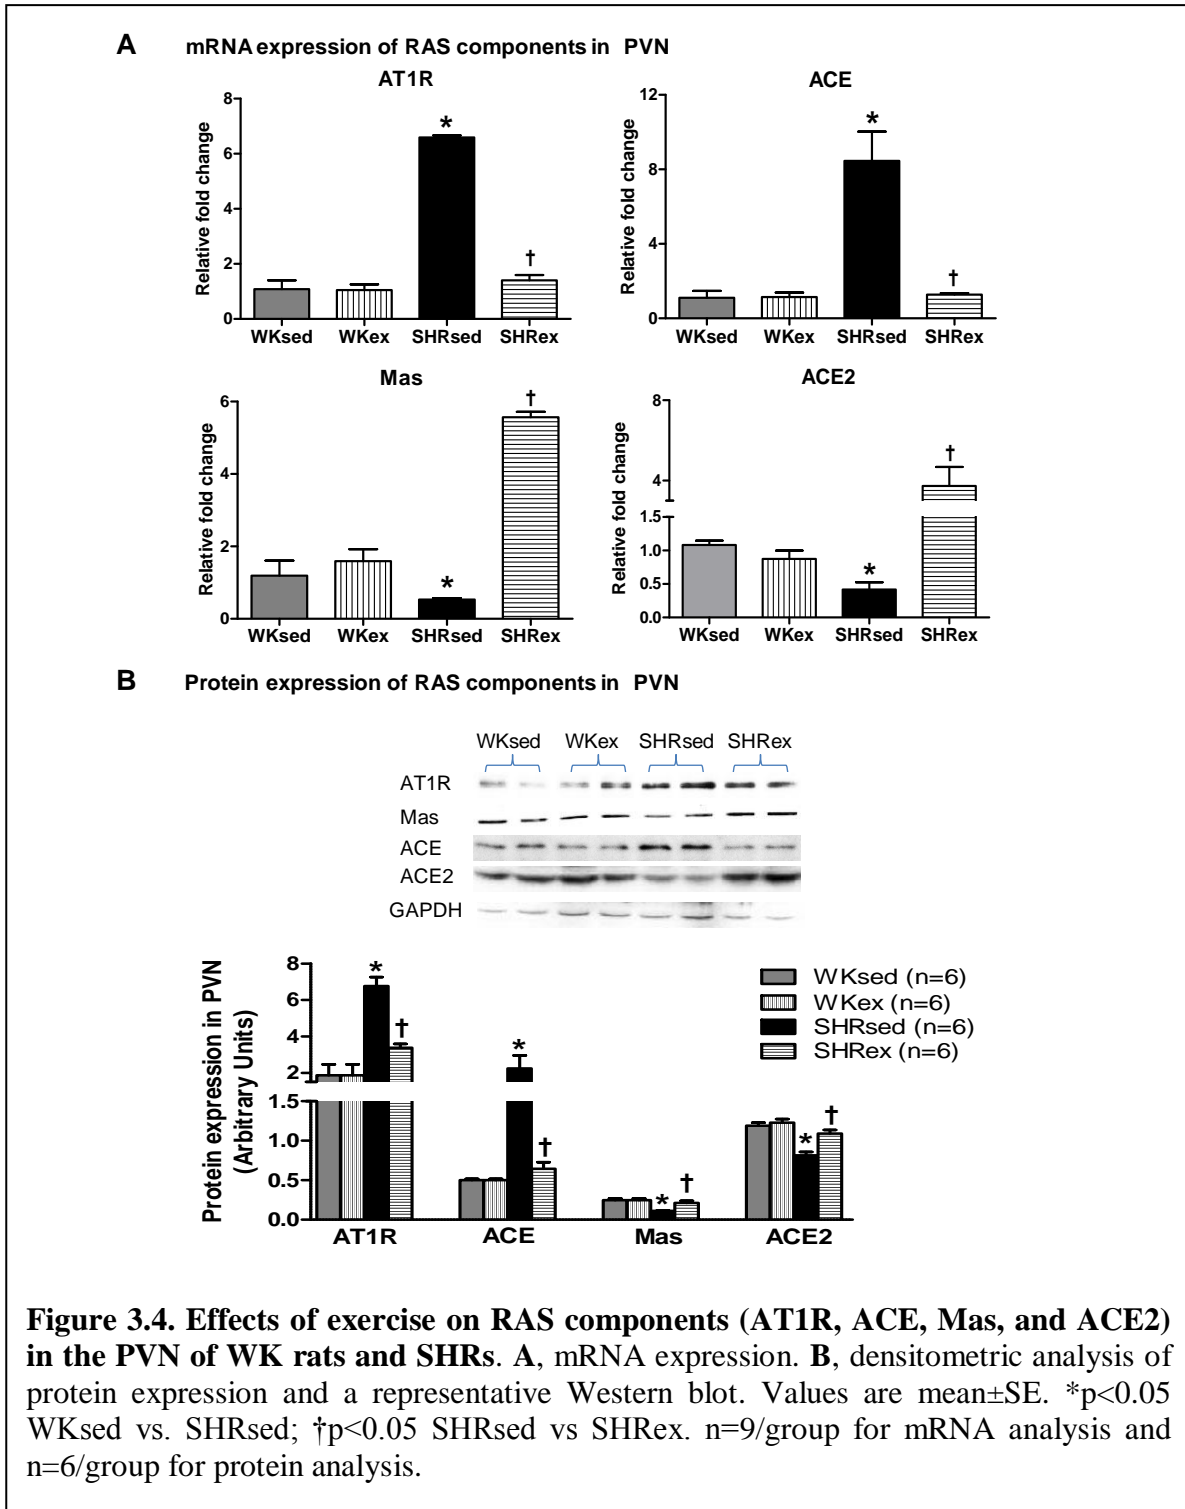 A mRNA expression of RAS components in PVN
AT1R
Relative fold change
8
6
4
2
0
*
†
WKsed WKex SHRsed SHRex
ACE
Relative fold change
12
8
4
0
*
†
WKsed WKex SHRsed SHRex
Mas
Relative fold change
6
4
2
0
*
†
WKsed WKex SHRsed SHRex
ACE2
Relative fold change
8
4
1.5
1.0
0.5
0.0
*
†
WKsed WKex SHRsed SHRex
B Protein expression of RAS components in PVN
WKsed WKex SHRsed SHRex
AT1R
Mas
ACE
ACE2
GAPDH
Protein expression in PVN
(Arbitrary Units)
8
6
4
2
1.5
1.0
0.5
0.0
*
†
*
†
*
†
*
†
AT1R ACE Mas ACE2
WKsed (n=6)
WKex (n=6)
SHRsed (n=6)
SHRex (n=6)
Figure 3.4. Effects of exercise on RAS components (AT1R, ACE, Mas, and ACE2)
in the PVN of WK rats and SHRs. A, mRNA expression. B, densitometric analysis of
protein expression and a representative Western blot. Values are mean±SE. *p<0.05
WKsed vs. SHRsed; †p<0.05 SHRsed vs SHRex. n=9/group for mRNA analysis and
n=6/group for protein analysis.